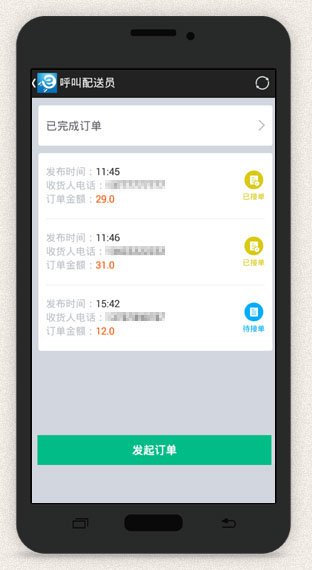 呼叫配送员
已完成订单
发布时间：11:45
收货人电话：
订单金额：29.0
已接单
发布时间：11:46
收货人电话：
订单金额：31.0
已接单
发布时间：15:42
收货人电话：
订单金额：12.0
待接单
发起订单